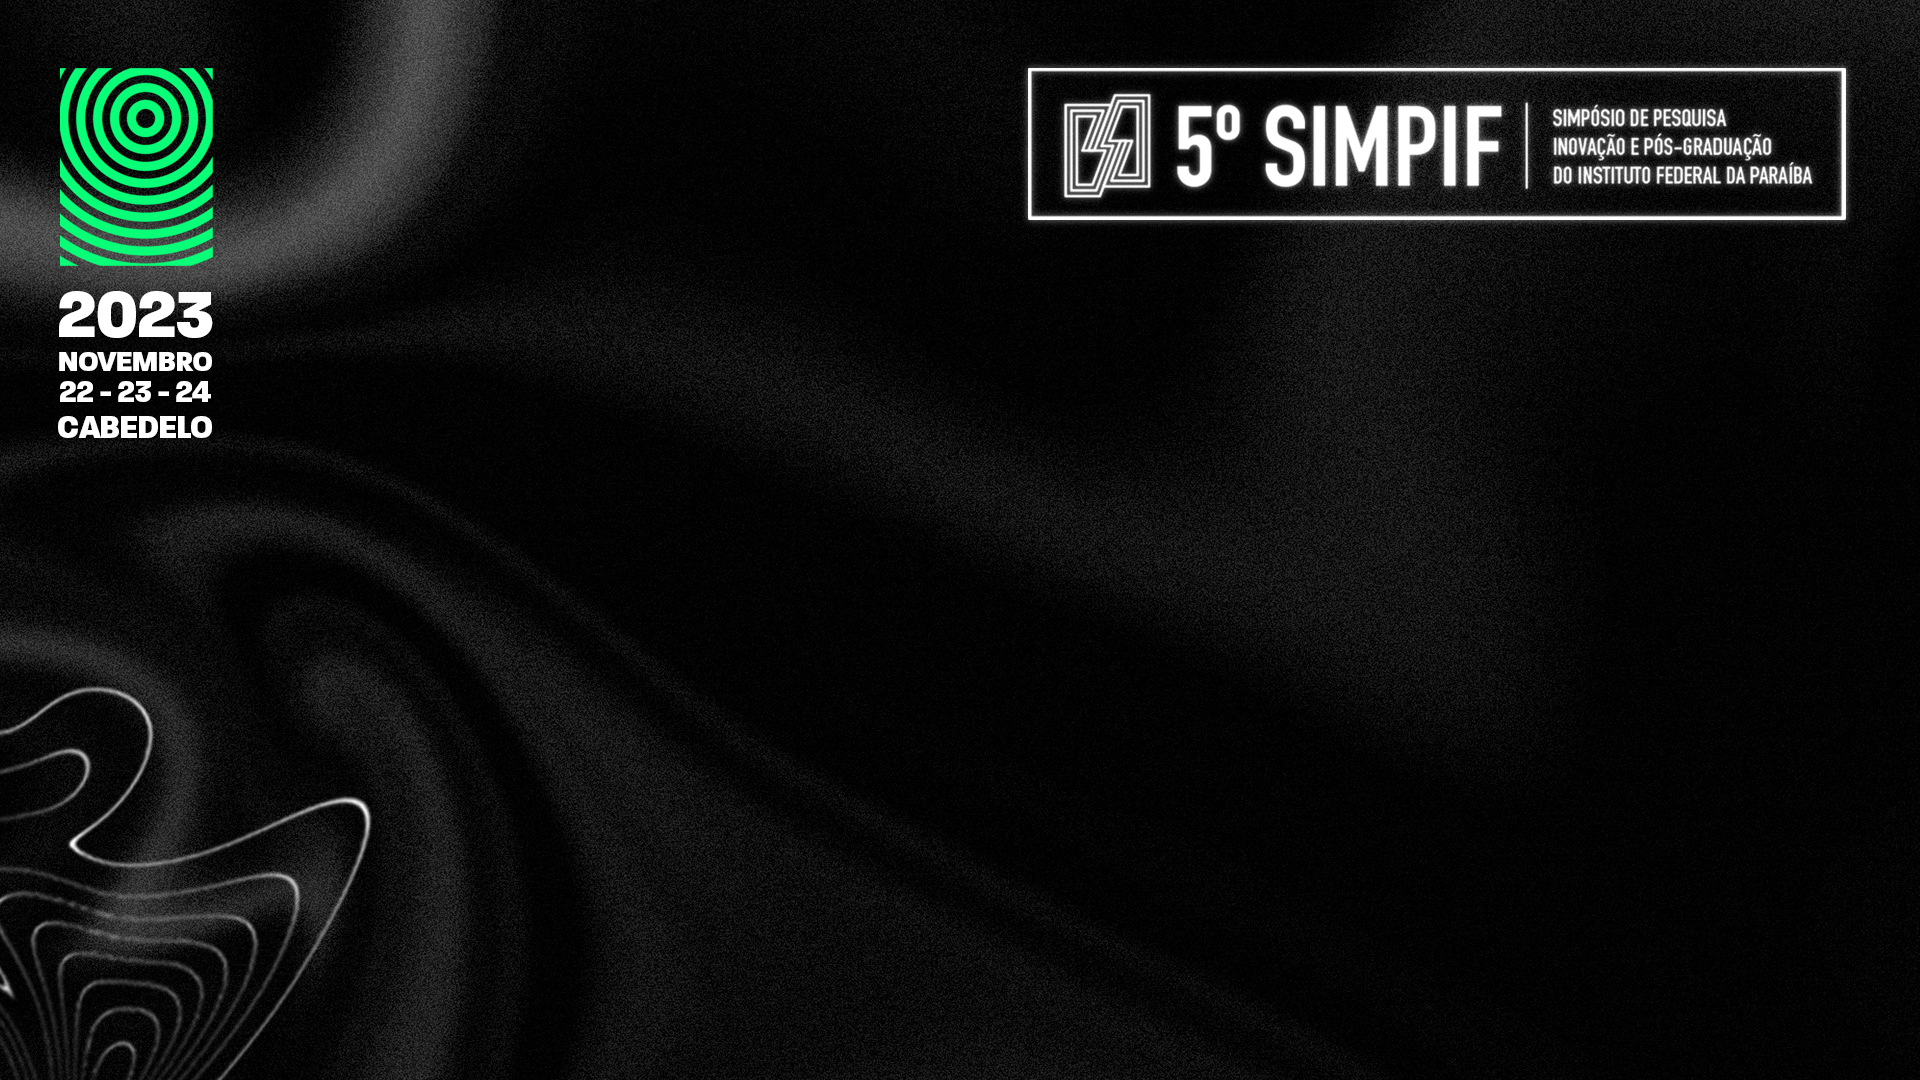 2023
NOVEMBRO
22 - 23 - 24
CABEDELO
5º SIMPIF
SIMPÓSIO DE PESQUISA
INOVAÇÃO E PÓS-GRADUAÇÃO
DO INSTITUTO FEDERAL DA PARAÍBA